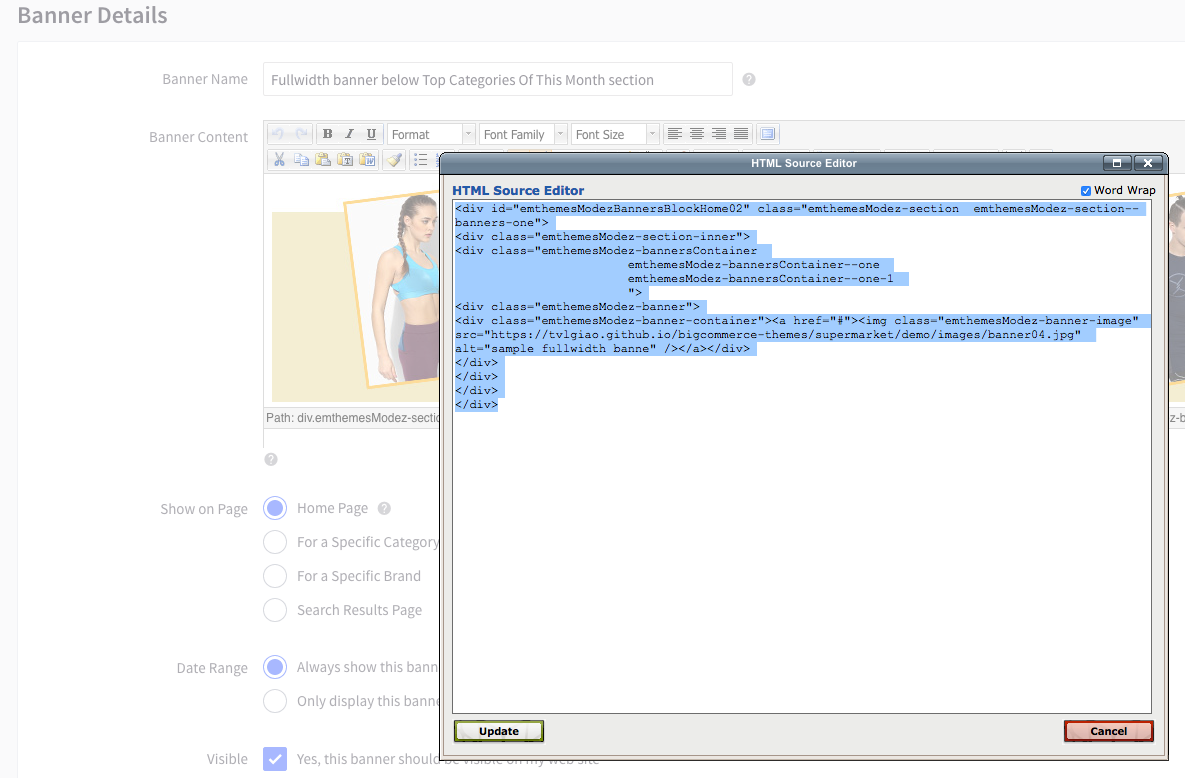 Banner Details
Banner Name
Fullwidth banner below Top Categories Of This Month section
?
Banner Content
B I U Format Font Family Font Size
HTML Source Editor
HTML Source Editor
Word Wrap
<div id="emthemesModezBannersBlockHome02" class="emthemesModez-section  emthemesModez-section--
banners-one">
<div class="emthemesModez-section-inner">
<div class="emthemesModez-bannersContainer
emthemesModez-bannersContainer--one
emthemesModez-bannersContainer--one-1
">
<div class="emthemesModez-banner">
<div class="emthemesModez-banner-container"><a href="#"><img class="emthemesModez-banner-image"
src="https://tvlgiao.github.io/bigcommerce-themes/supermarket/demo/images/banner04.jpg"
alt="sample fullwidth banne" /></a></div>
</div>
</div>
</div>
</div>
Path: div.emthemesModez-sectio
z-b
?
Show on Page
Home Page ?
For a Specific Category
For a Specific Brand
Search Results Page
Date Range
Always show this bann
Only display this banne
Update
Cancel
Visible
Yes, this banner should be visible on my web site